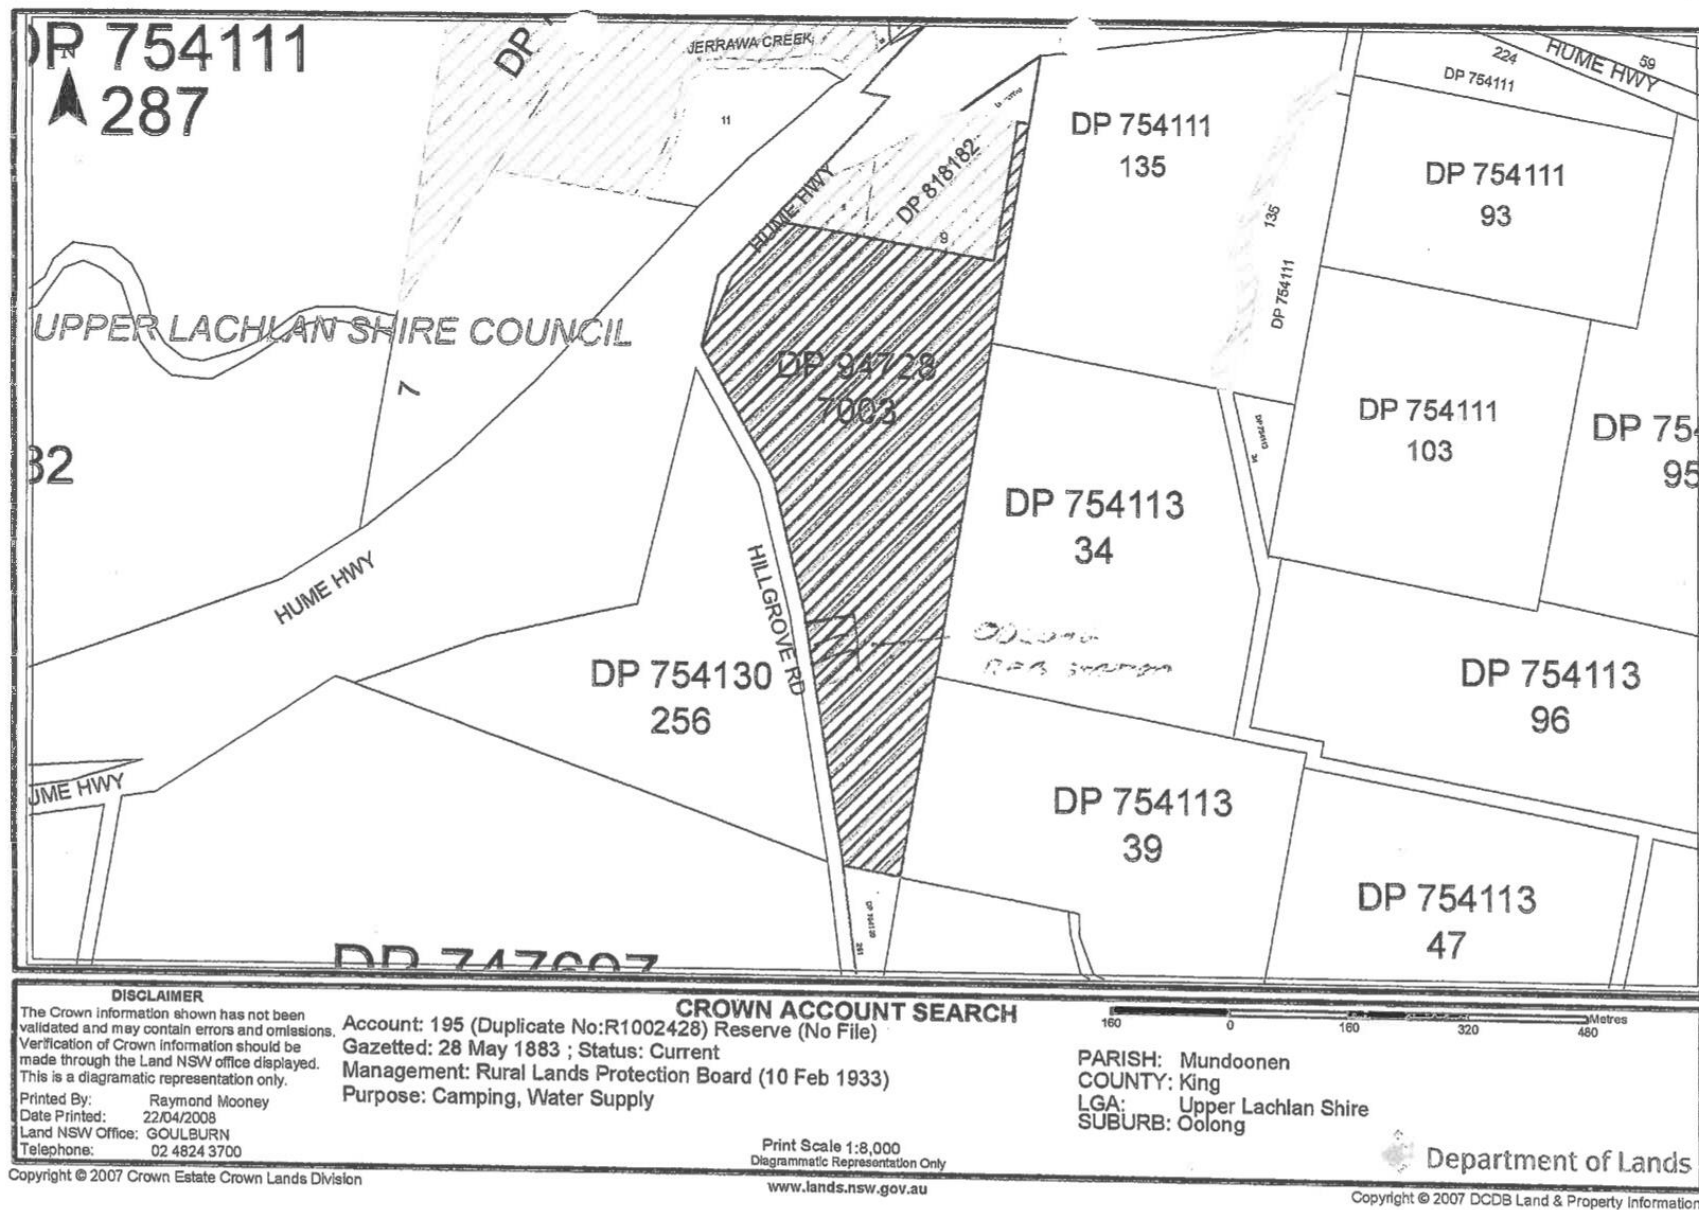 DP 754111
N
287
DP
JERRAWA CREEK
11
HUME HWY
DP 818182
9
DP 754111
135
135
DP 754111
224
DP 754111
HUME HWY
59
DP 754111
93
UPPER LACHLAN SHIRE COUNCIL
7
32
DP 94728
7003
DP 754111
103
DP 75
95
DP 754113
34
HUME HWY
HILLGROVE RD
OOLONG
RFB STATION
DP 754130
256
DP 754113
96
UME HWY
DP 754113
39
DP 754113
47
DP 747607
DISCLAIMER
The Crown information shown has not been
validated and may contain errors and omissions.
Verification of Crown information should be
made through the Land NSW office displayed.
This is a diagramatic representation only.
Printed By: Raymond Mooney
Date Printed: 22/04/2008
Land NSW Office: GOULBURN
Telephone: 02 4824 3700
CROWN ACCOUNT SEARCH
Account: 195 (Duplicate No:R1002428) Reserve (No File)
Gazetted: 28 May 1883 ; Status: Current
Management: Rural Lands Protection Board (10 Feb 1933)
Purpose: Camping, Water Supply
Print Scale 1:8,000
Diagrammatic Representation Only
160 0 160 320 480 Metres
PARISH: Mundoonen
COUNTY: King
LGA: Upper Lachlan Shire
SUBURB: Oolong
Department of Lands
Copyright © 2007 Crown Estate Crown Lands Division
www.lands.nsw.gov.au
Copyright © 2007 DCDB Land & Property Information